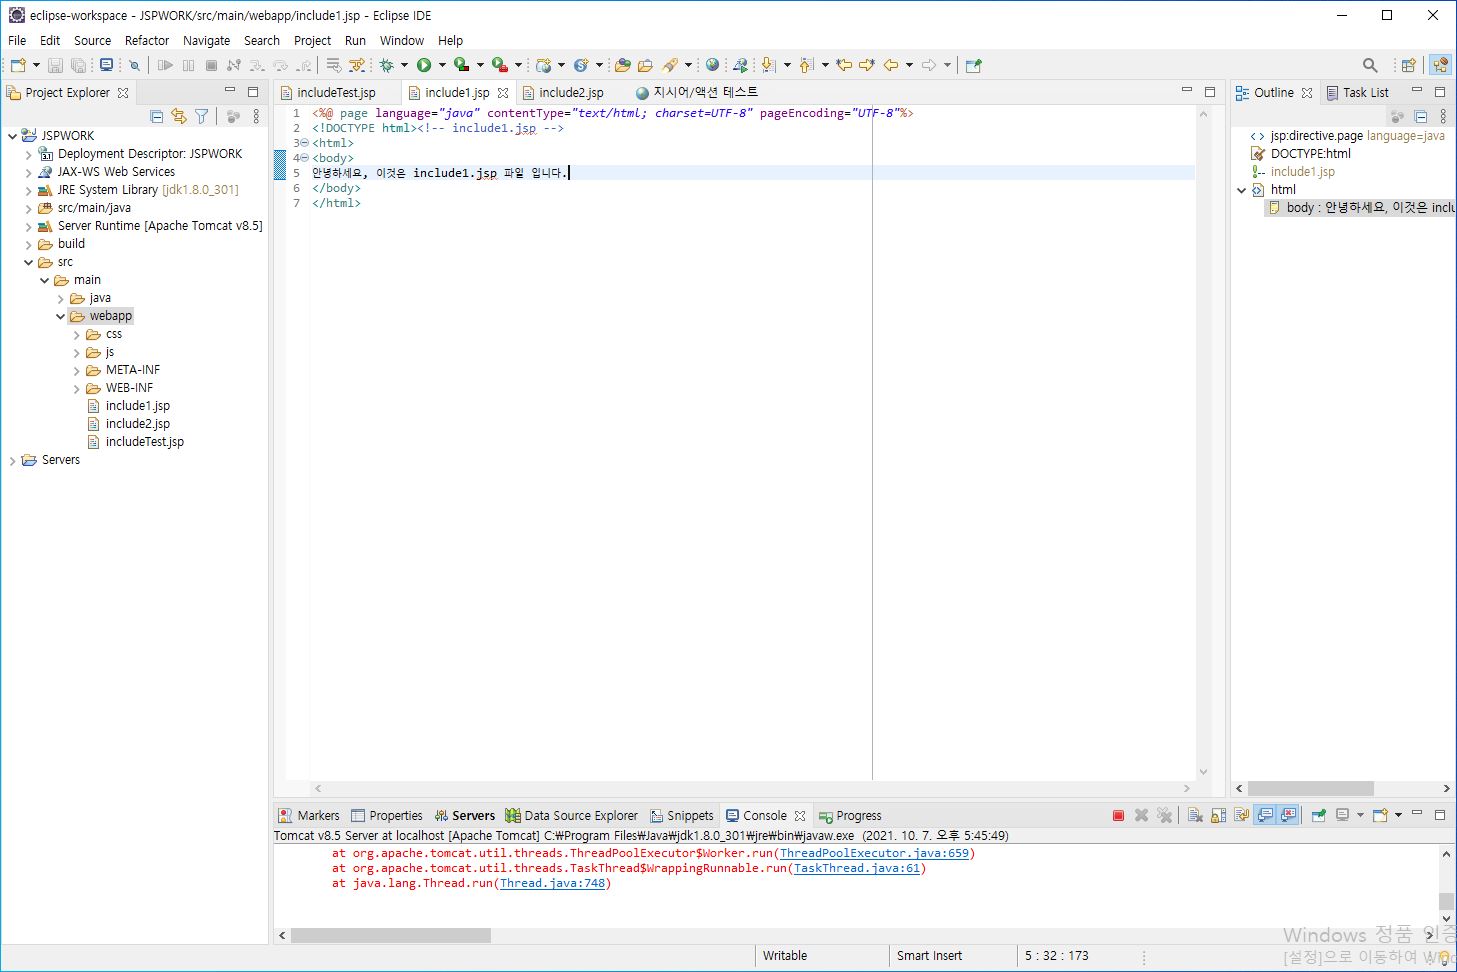 eclipse-workspace - JSPWORK/src/main/webapp/include1.jsp - Eclipse IDE
File Edit Source Refactor Navigate Search Project Run Window Help
Project Explorer
JSPWORK
Deployment Descriptor: JSPWORK
JAX-WS Web Services
JRE System Library [jdk1.8.0_301]
src/main/java
Server Runtime [Apache Tomcat v8.5]
build
src
main
java
webapp
css
js
META-INF
WEB-INF
include1.jsp
include2.jsp
includeTest.jsp
Servers
includeTest.jsp include1.jsp include2.jsp 지시어/액션 테스트
1 <%@ page language="java" contentType="text/html; charset=UTF-8" pageEncoding="UTF-8"%>
2 <!DOCTYPE html><!-- include1.jsp -->
3 <html>
4 <body>
5 안녕하세요, 이것은 include1.jsp 파일 입니다.
6 </body>
7 </html>
Outline Task List
jsp:directive.page language=java
DOCTYPE:html
include1.jsp
html
body : 안녕하세요, 이것은 inclu
Markers Properties Servers Data Source Explorer Snippets Console Progress
Tomcat v8.5 Server at localhost [Apache Tomcat] C:₩Program Files₩Java₩jdk1.8.0_301₩jre₩bin₩javaw.exe (2021. 10. 7. 오후 5:45:49)
at org.apache.tomcat.util.threads.ThreadPoolExecutor$Worker.run(ThreadPoolExecutor.java:659)
at org.apache.tomcat.util.threads.TaskThread$WrappingRunnable.run(TaskThread.java:61)
at java.lang.Thread.run(Thread.java:748)
Windows 정품 인증
[설정]으로 이동하여 Win
Writable Smart Insert 5 : 32 : 173